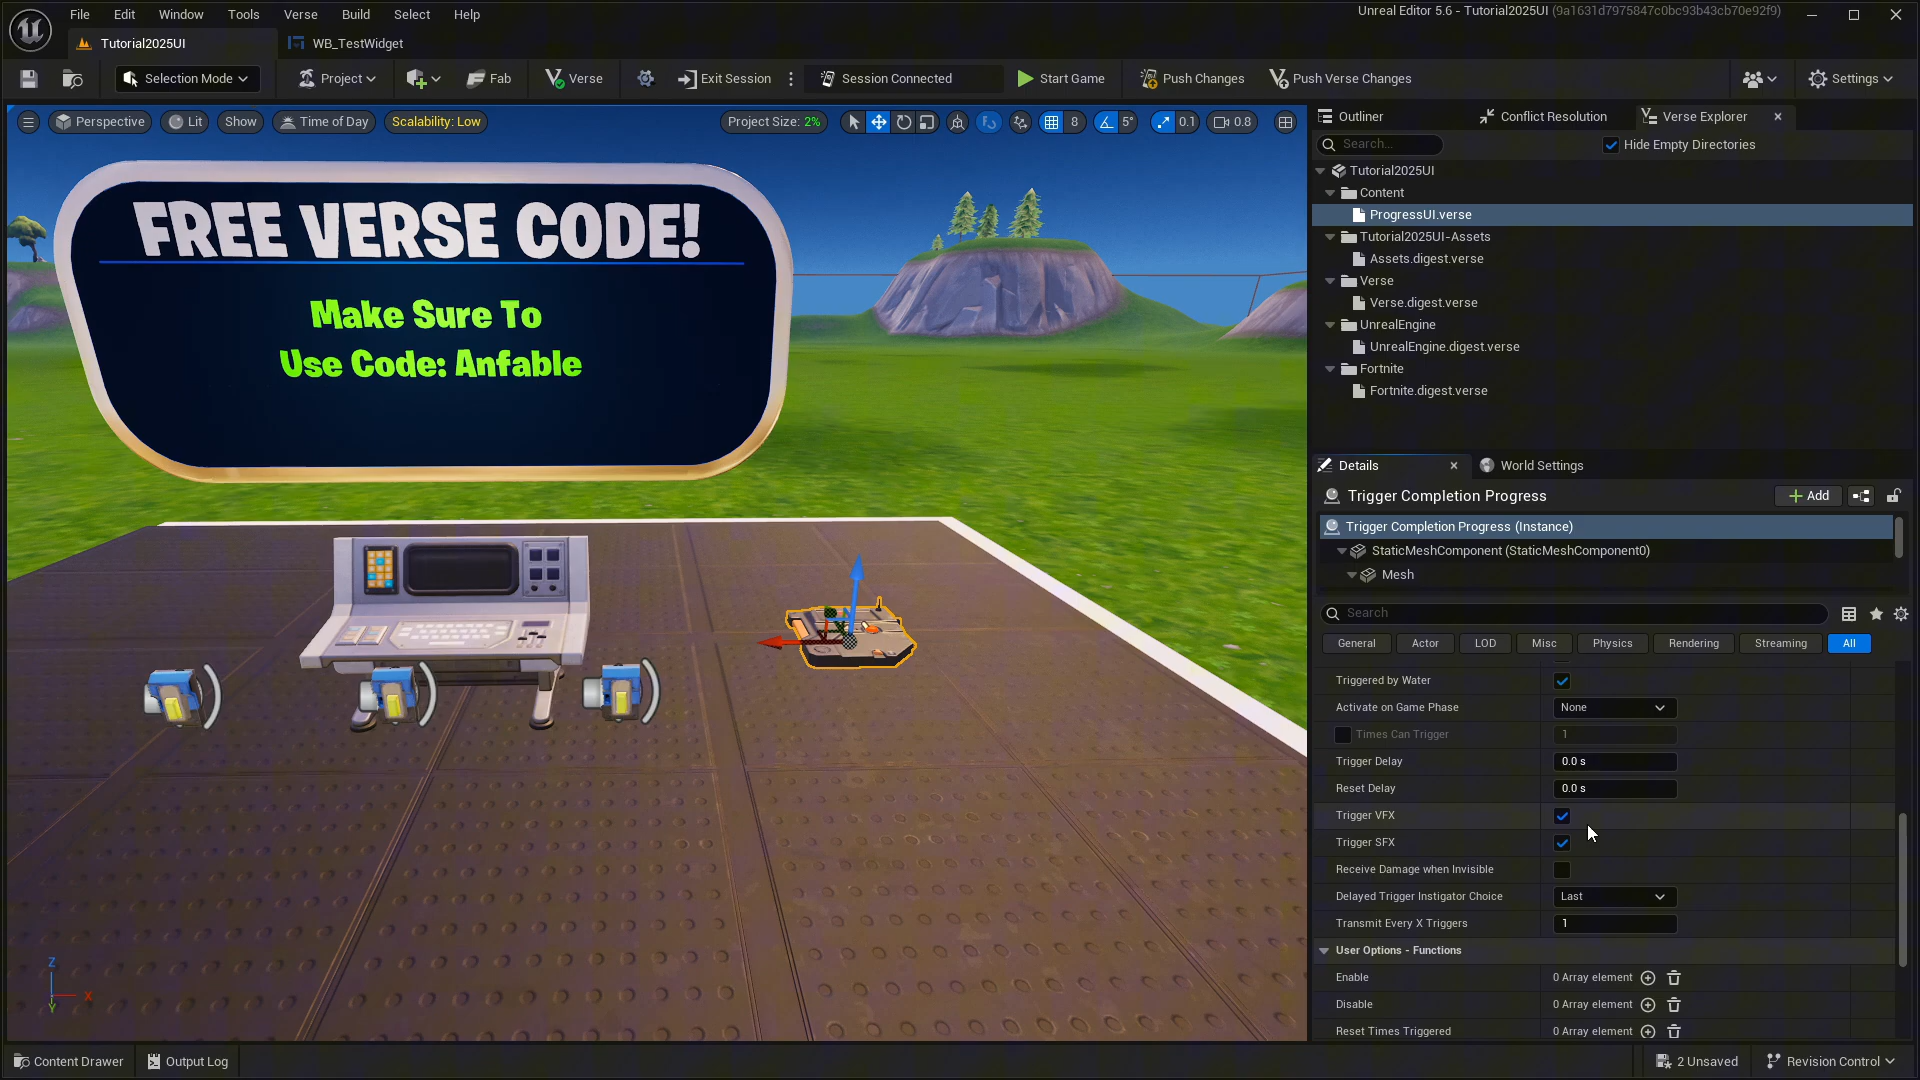 File Edit Window Tools Verse Build Select Help
Unreal Editor 5.6 - Tutorial2025UI (9a1631d7975847c0bc93b43cb70e92f9)
Tutorial2025UI WB_TestWidget
Selection Mode Project Fab Verse Exit Session Session Connected Start Game Push Changes Push Verse Changes Settings
Perspective Lit Show Time of Day Scalability: Low Project Size: 2% 8 5° 0.1 0.8
FREE VERSE CODE!
Make Sure To
Use Code: Anfable
Z
X
Y
Outliner Conflict Resolution Verse Explorer
Search... Hide Empty Directories
Tutorial2025UI
Content
ProgressUI.verse
Tutorial2025UI-Assets
Assets.digest.verse
Verse
Verse.digest.verse
UnrealEngine
UnrealEngine.digest.verse
Fortnite
Fortnite.digest.verse
Details World Settings
Trigger Completion Progress Add
Trigger Completion Progress (Instance)
StaticMeshComponent (StaticMeshComponent0)
Mesh
Search
General Actor LOD Misc Physics Rendering Streaming All
Triggered by Water
Activate on Game Phase None
Times Can Trigger 1
Trigger Delay 0.0 s
Reset Delay 0.0 s
Trigger VFX
Trigger SFX
Receive Damage when Invisible
Delayed Trigger Instigator Choice Last
Transmit Every X Triggers 1
User Options - Functions
Enable 0 Array element
Disable 0 Array element
Reset Times Triggered 0 Array element
Content Drawer Output Log 2 Unsaved Revision Control